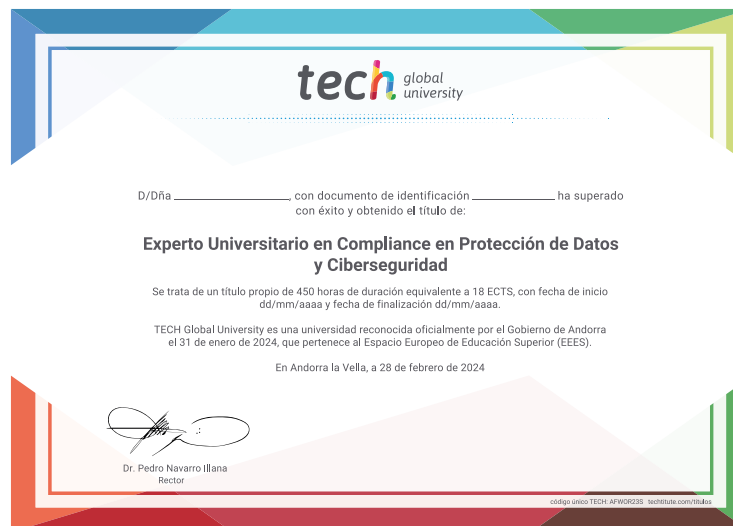 tech global university
D/Dña ____________________, con documento de identificación ______________ ha superado
con éxito y obtenido el título de:
Experto Universitario en Compliance en Protección de Datos
y Ciberseguridad
Se trata de un título propio de 450 horas de duración equivalente a 18 ECTS, con fecha de inicio
dd/mm/aaaa y fecha de finalización dd/mm/aaaa.
TECH Global University es una universidad reconocida oficialmente por el Gobierno de Andorra
el 31 de enero de 2024, que pertenece al Espacio Europeo de Educación Superior (EEES).
En Andorra la Vella, a 28 de febrero de 2024
Dr. Pedro Navarro Illana
Rector
código único TECH: AFWOR23S techtitute.com/titulos